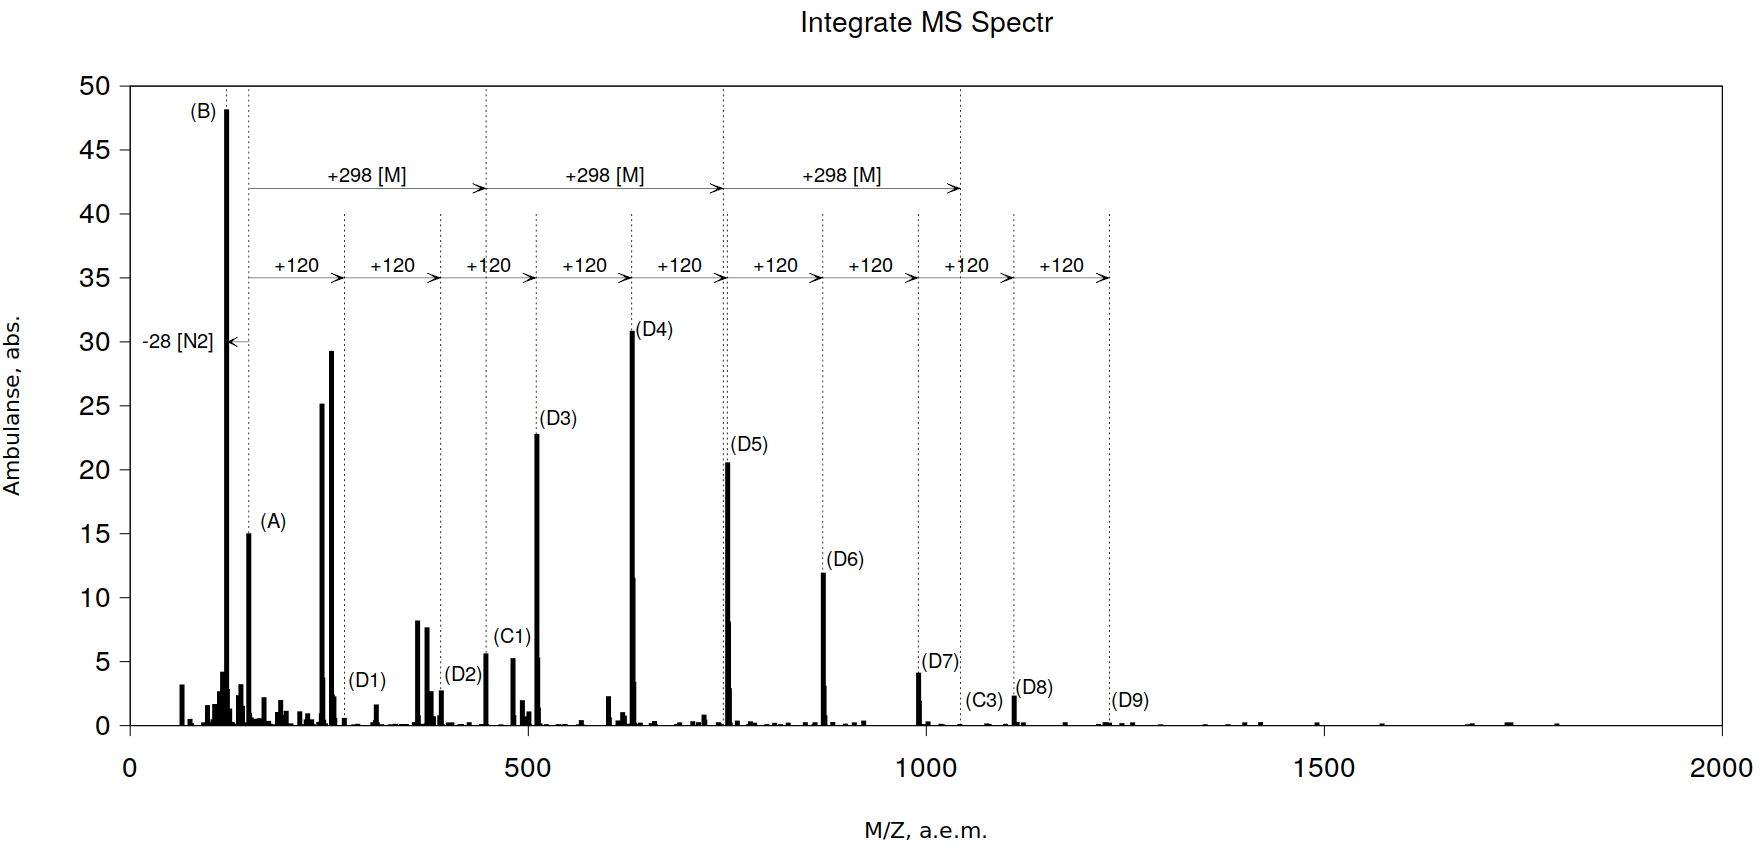 Integrate MS Spectr
50
(B)
45
+298 [M] +298 [M] +298 [M]
40
+120 +120 +120 +120 +120 +120 +120 +120 +120
35
-28 [N2]
30
(D4)
25
(D3)
(D5)
20
(A)
15
(D6)
10
(C1)
(D7)
5
(D1) (D2) (C3) (D8) (D9)
0
0 500 1000 1500 2000
Ambulanse, abs.
M/Z, a.e.m.